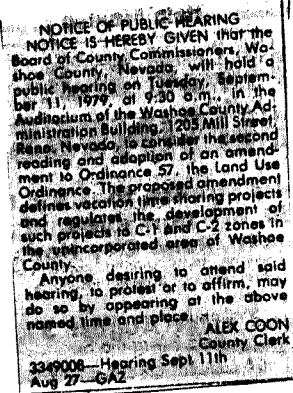 NOTICE OF PUBLIC HEARING
NOTICE IS HEREBY GIVEN that the
Board of County Commissioners, Wa-
shoe County, Nevada, will hold a
public hearing on Tuesday, Septem-
ber 11, 1979, at 9:30 a.m., in the
Auditorium of the Washoe County Ad-
ministration Building, 1205 Mill Street,
Reno, Nevada, to consider the second
reading and adoption of an amend-
ment to Ordinance 57, the Land Use
Ordinance. The proposed amendment
defines vacation time sharing projects
and regulates the development of
such projects to C-1 and C-2 zones in
the unincorporated area of Washoe
County.
Anyone desiring to attend said
hearing, to protest or to affirm, may
do so by appearing at the above
named time and place.
ALEX COON
County Clerk
3349008—Hearing Sept. 11th
Aug 27—GAZ